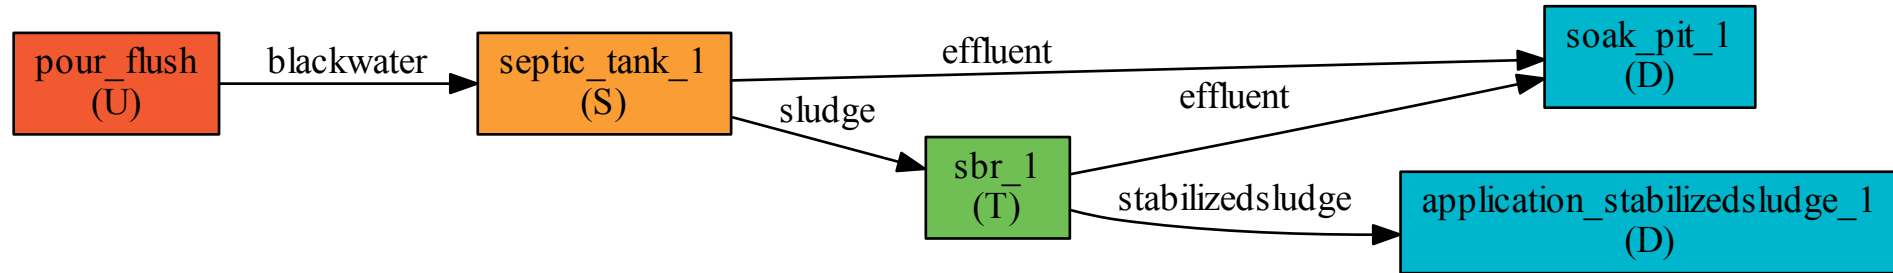 pour_flush
(U)
blackwater
septic_tank_1
(S)
effluent
sludge
effluent
soak_pit_1
(D)
sbr_1
(T)
stabilizedsludge
application_stabilizedsludge_1
(D)